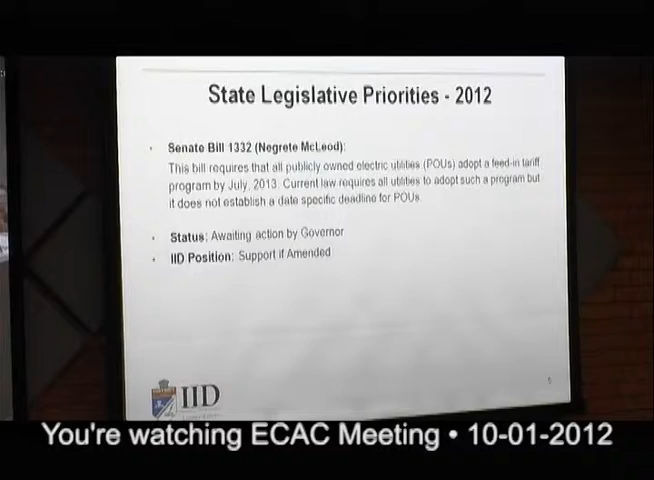 State Legislative Priorities - 2012
• Senate Bill 1332 (Negrete McLeod):
This bill requires that all publicly owned electric utilities (POUs) adopt a feed-in tariff
program by July, 2013. Current law requires all utilities to adopt such a program but
it does not establish a date specific deadline for POUs.
• Status: Awaiting action by Governor
• IID Position: Support if Amended
IID
You're watching ECAC Meeting • 10-01-2012